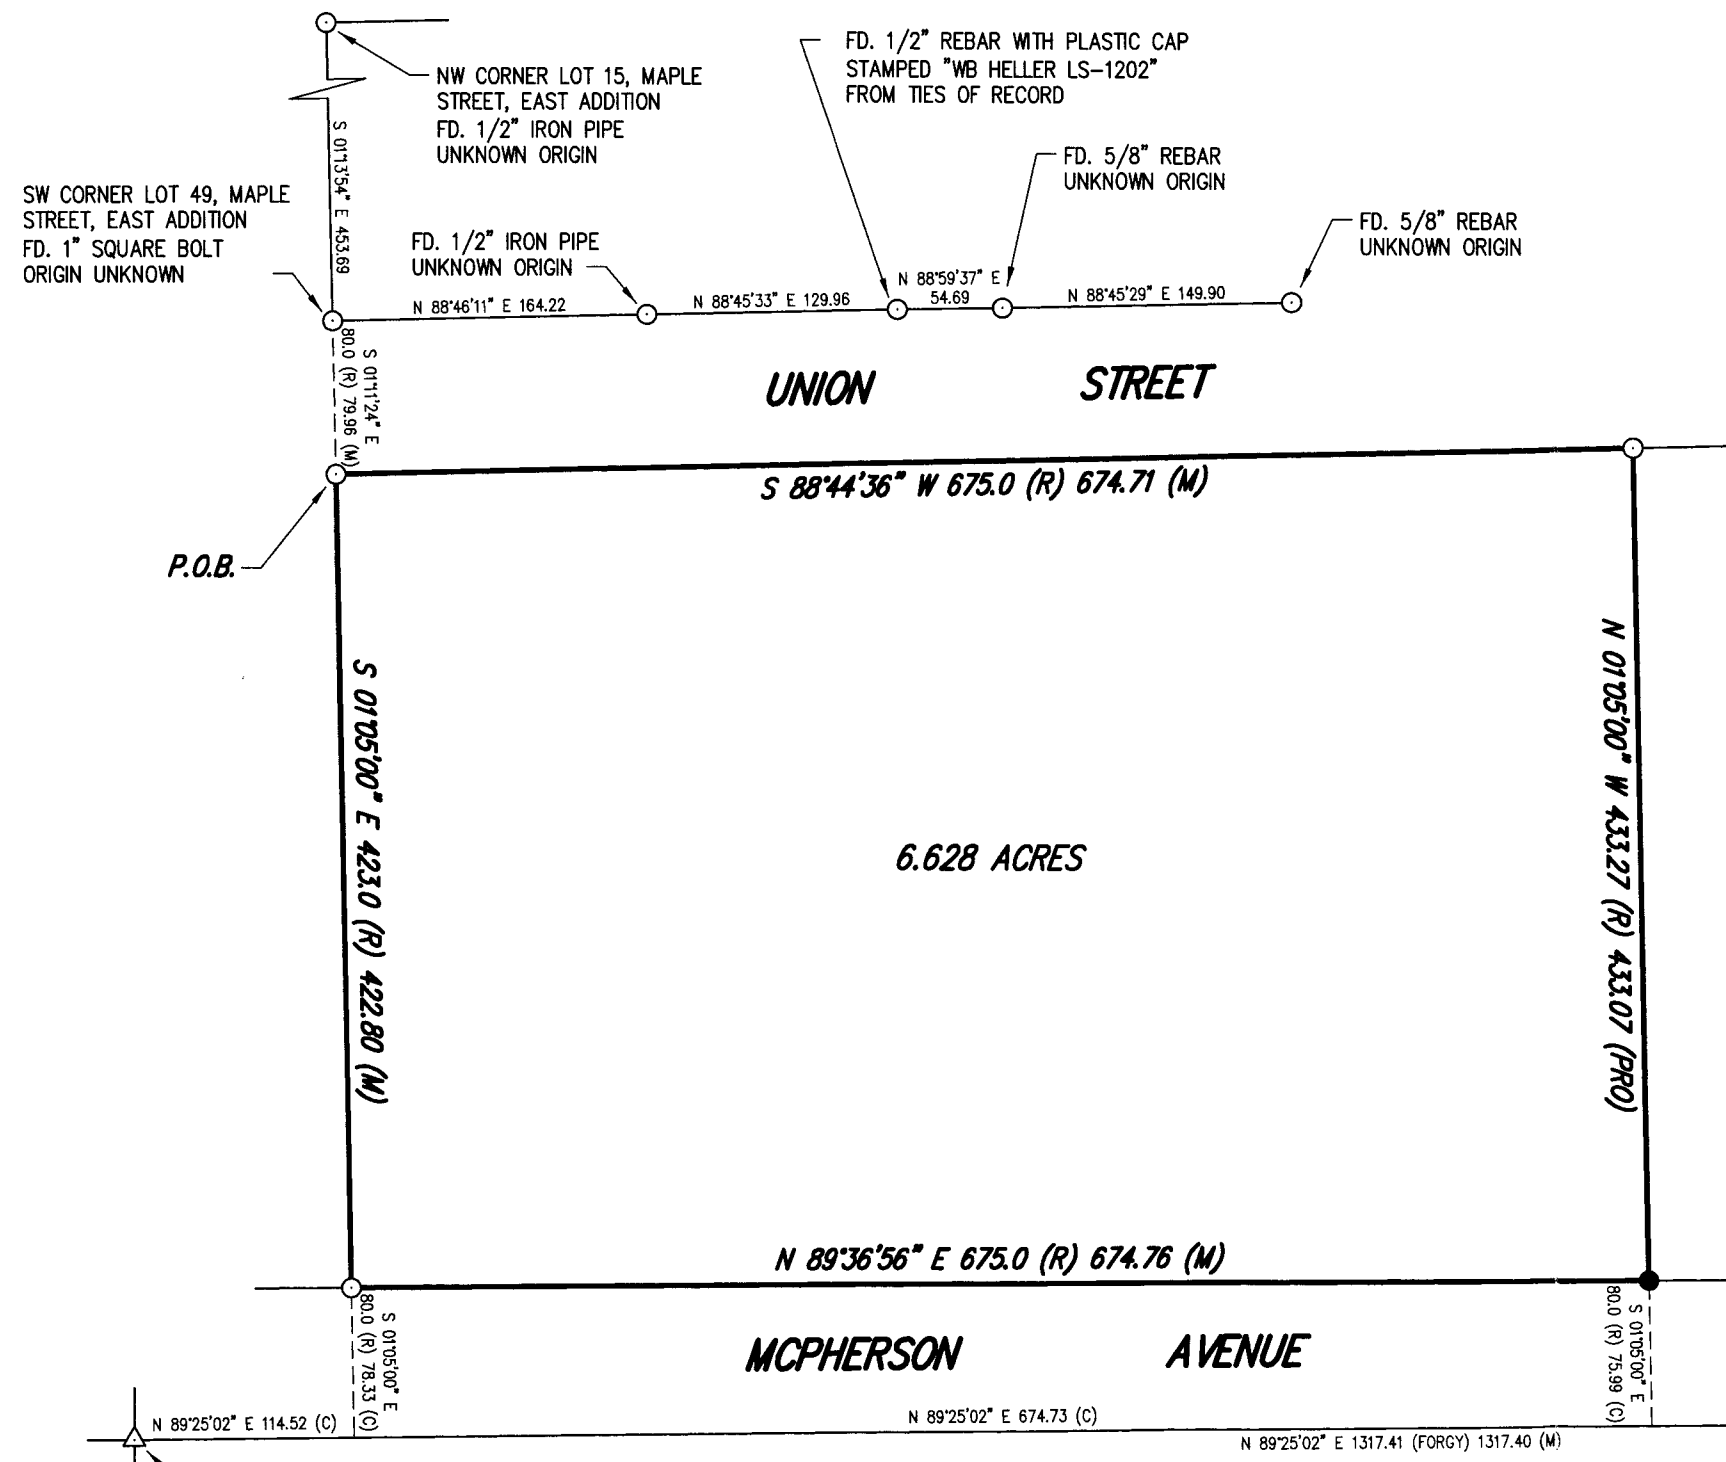 NW CORNER LOT 15, MAPLE
STREET, EAST ADDITION
FD. 1/2" IRON PIPE
UNKNOWN ORIGIN
FD. 1/2" REBAR WITH PLASTIC CAP
STAMPED "WB HELLER LS-1202"
FROM TIES OF RECORD
FD. 5/8" REBAR
UNKNOWN ORIGIN
FD. 5/8" REBAR
UNKNOWN ORIGIN
S 01°13'54" E 453.69
SW CORNER LOT 49, MAPLE
STREET, EAST ADDITION
FD. 1" SQUARE BOLT
ORIGIN UNKNOWN
FD. 1/2" IRON PIPE
UNKNOWN ORIGIN
N 88°46'11" E 164.22
N 88°45'33" E 129.96
N 88°59'37" E
54.69
N 88°45'29" E 149.90
S 01°11'24" E
80.0 (R) 79.96 (M)
UNION STREET
S 88°44'36" W 675.0 (R) 674.71 (M)
P.O.B.
S 01°05'00" E 423.0 (R) 422.80 (M)
N 01°05'00" W 433.27 (R) 433.07 (PRO)
6.628 ACRES
N 89°36'56" E 675.0 (R) 674.76 (M)
S 01°05'00" E
80.0 (R) 78.33 (C)
MCPHERSON AVENUE
S 01°05'00" E
80.0 (R) 75.99 (C)
N 89°25'02" E 114.52 (C)
N 89°25'02" E 674.73 (C)
N 89°25'02" E 1317.41 (FORGY) 1317.40 (M)